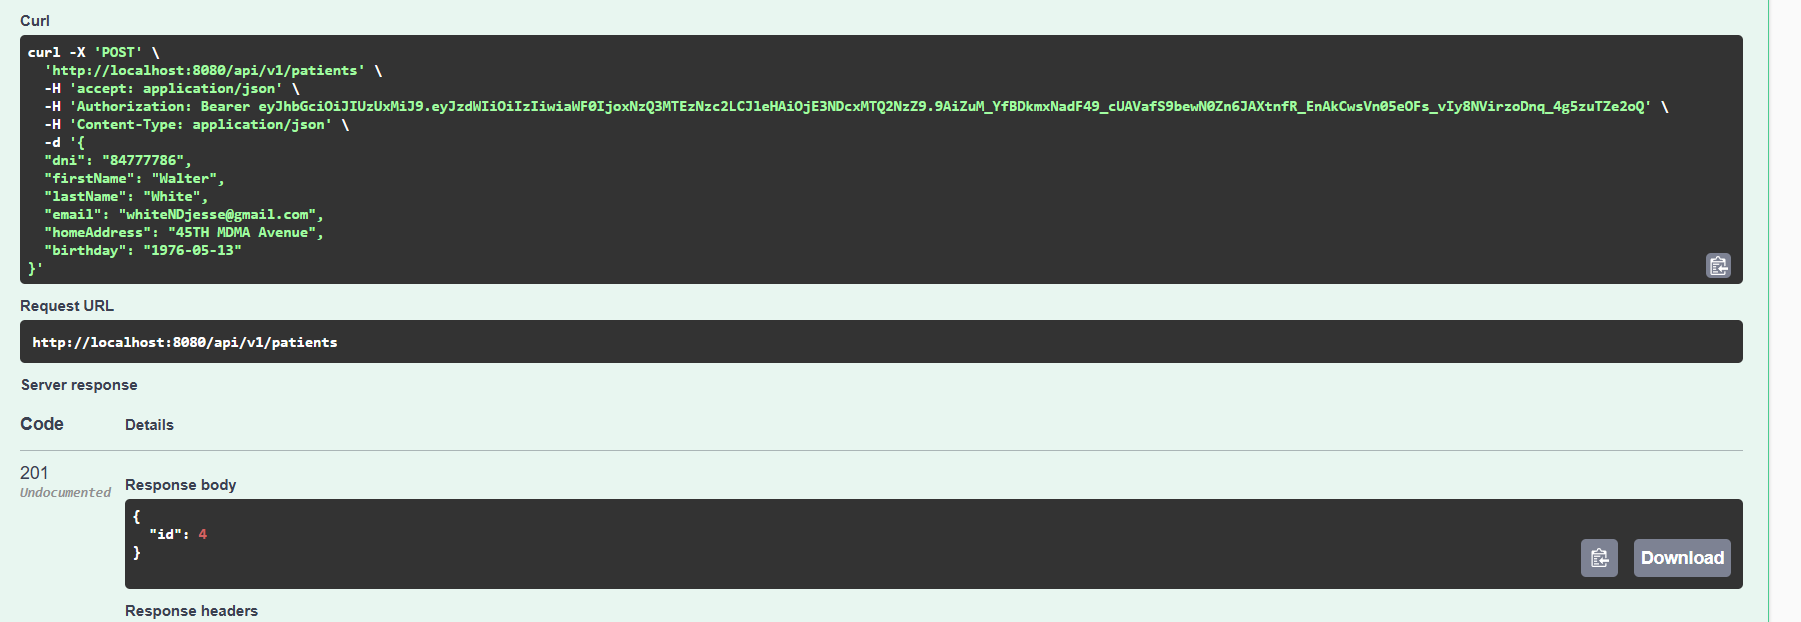 Curl
curl -X 'POST' \
'http://localhost:8080/api/v1/patients' \
-H 'accept: application/json' \
-H 'Authorization: Bearer eyJhbGciOiJIUzUxMiJ9.eyJzdWIiOiIzIiwiaWF0IjoxNzQ3MTEzNzc2LCJleHAiOjE3NDcxMTQ2NzZ9.9AiZuM_YfBDkmxNadF49_cUAVafS9bewN0Zn6JAXtnfR_EnAkCwsVn05eOFs_vIy8NVirzoDnq_4g5zuTZe2oQ' \
-H 'Content-Type: application/json' \
-d '{
"dni": "84777786",
"firstName": "Walter",
"lastName": "White",
"email": "whiteNDjesse@gmail.com",
"homeAddress": "45TH MDMA Avenue",
"birthday": "1976-05-13"
}'
Request URL
http://localhost:8080/api/v1/patients
Server response
Code Details
201
Undocumented
Response body
{
"id": 4
}
Download
Response headers